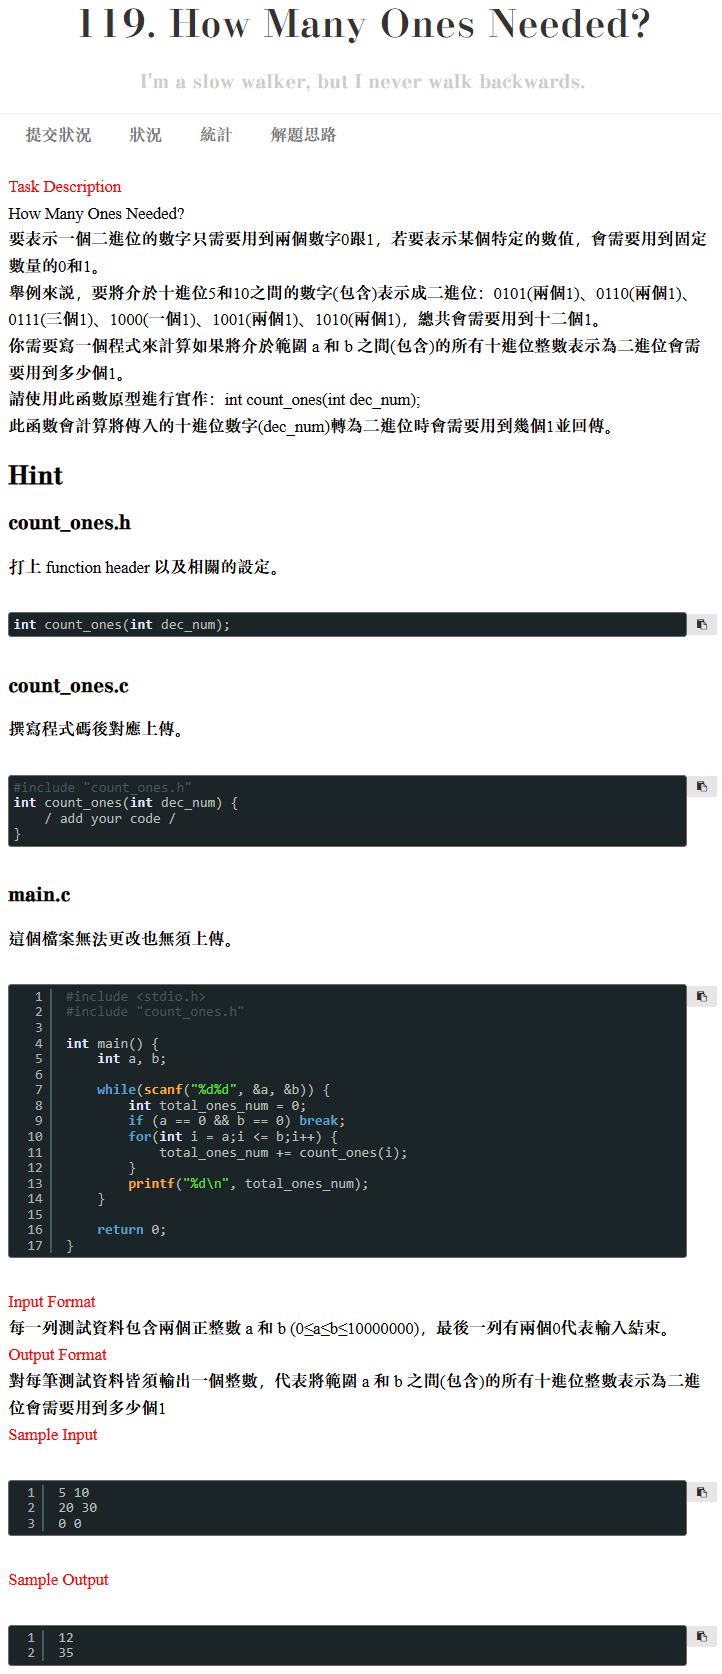 119. How Many Ones Needed?
I'm a slow walker, but I never walk backwards.
提交狀況 狀況 統計 解題思路
Task Description
How Many Ones Needed?
要表示一個二進位的數字只需要用到兩個數字0跟1，若要表示某個特定的數值，會需要用到固定
數量的0和1。
舉例來說，要將介於十進位5和10之間的數字(包含)表示成二進位：0101(兩個1)、0110(兩個1)、
0111(三個1)、1000(一個1)、1001(兩個1)、1010(兩個1)，總共會需要用到十二個1。
你需要寫一個程式來計算如果將介於範圍 a 和 b 之間(包含)的所有十進位整數表示為二進位會需
要用到多少個1。
請使用此函數原型進行實作：int count_ones(int dec_num);
此函數會計算將傳入的十進位數字(dec_num)轉為二進位時會需要用到幾個1並回傳。
Hint
count_ones.h
打上 function header 以及相關的設定。
int count_ones(int dec_num);
count_ones.c
撰寫程式碼後對應上傳。
#include "count_ones.h"
int count_ones(int dec_num) {
    / add your code /
}
main.c
這個檔案無法更改也無須上傳。
1 #include <stdio.h>
2 #include "count_ones.h"
3
4 int main() {
5     int a, b;
6
7     while(scanf("%d%d", &a, &b)) {
8         int total_ones_num = 0;
9         if (a == 0 && b == 0) break;
10         for(int i = a;i <= b;i++) {
11             total_ones_num += count_ones(i);
12         }
13         printf("%d\n", total_ones_num);
14     }
15
16     return 0;
17 }
Input Format
每一列測試資料包含兩個正整數 a 和 b (0≤a≤b≤10000000)，最後一列有兩個0代表輸入結束。
Output Format
對每筆測試資料皆須輸出一個整數，代表將範圍 a 和 b 之間(包含)的所有十進位整數表示為二進
位會需要用到多少個1
Sample Input
1 5 10
2 20 30
3 0 0
Sample Output
1 12
2 35